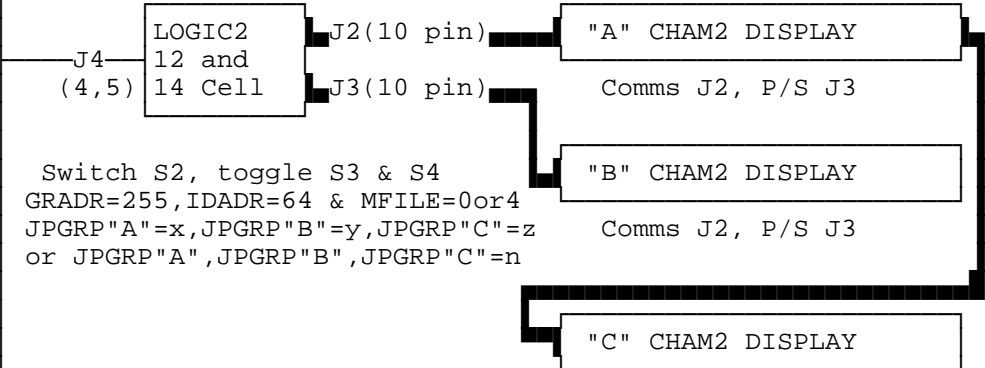 LOGIC2 J2(10 pin) "A" CHAM2 DISPLAY
J4 12 and
(4,5) 14 Cell J3(10 pin) Comms J2, P/S J3
Switch S2, toggle S3 & S4 "B" CHAM2 DISPLAY
GRADR=255,IDADR=64 & MFILE=0or4
JPGRP"A"=x,JPGRP"B"=y,JPGRP"C"=z Comms J2, P/S J3
or JPGRP"A",JPGRP"B",JPGRP"C"=n
"C" CHAM2 DISPLAY